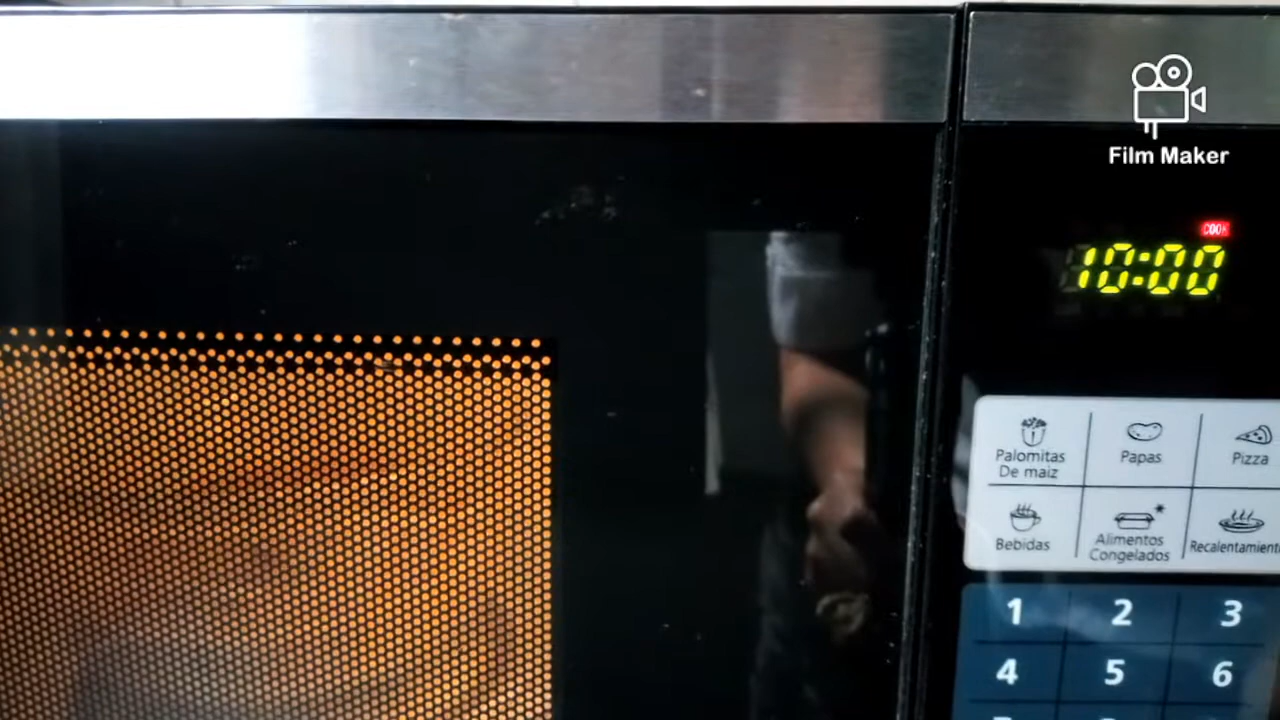 Film Maker
COOK
10:00
Palomitas
De maiz
Papas
Pizza
Bebidas
Alimentos
Congelados
Recalentamient
1 2 3
4 5 6